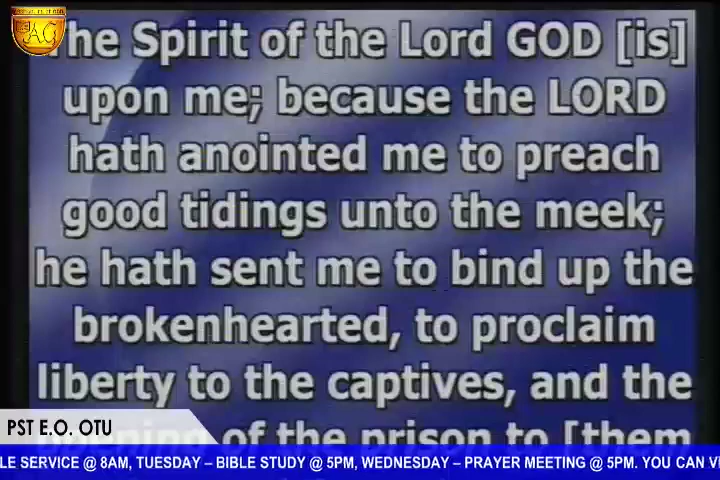 The Spirit of the Lord GOD [is]
upon me; because the LORD
hath anointed me to preach
good tidings unto the meek;
he hath sent me to bind up the
brokenhearted, to proclaim
liberty to the captives, and the
of the prison to [them
PST E.O. OTU
LE SERVICE @ 8AM, TUESDAY – BIBLE STUDY @ 5PM, WEDNESDAY – PRAYER MEETING @ 5PM. YOU CAN